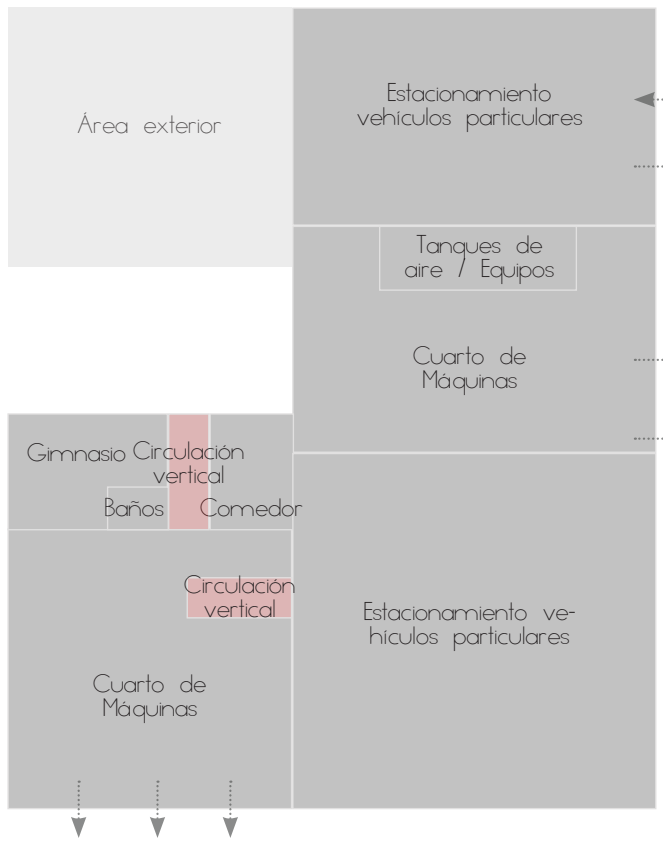 Área exterior
Estacionamiento
vehículos particulares
Tanques de
aire / Equipos
Cuarto de
Máquinas
Gimnasio
Circulación
vertical
Baños
Comedor
Circulación
vertical
Estacionamiento ve-
hículos particulares
Cuarto de
Máquinas